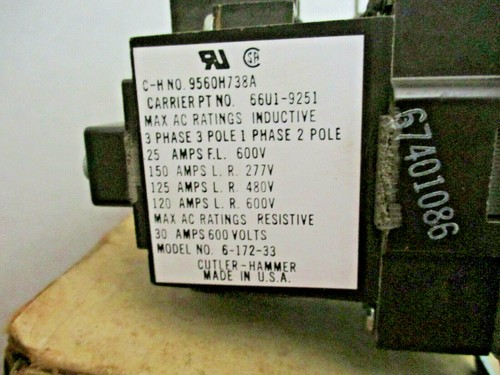 C-H NO. 9560H738A
CARRIER PT NO. 66U1-9251
MAX AC RATINGS INDUCTIVE
3 PHASE 3 POLE 1 PHASE 2 POLE
25 AMPS F.L. 600V
150 AMPS L.R. 277V
125 AMPS L.R. 480V
120 AMPS L.R. 600V
MAX AC RATINGS RESISTIVE
30 AMPS 600 VOLTS
MODEL NO. 6-172-33
CUTLER-HAMMER
MADE IN U.S.A.
67401086